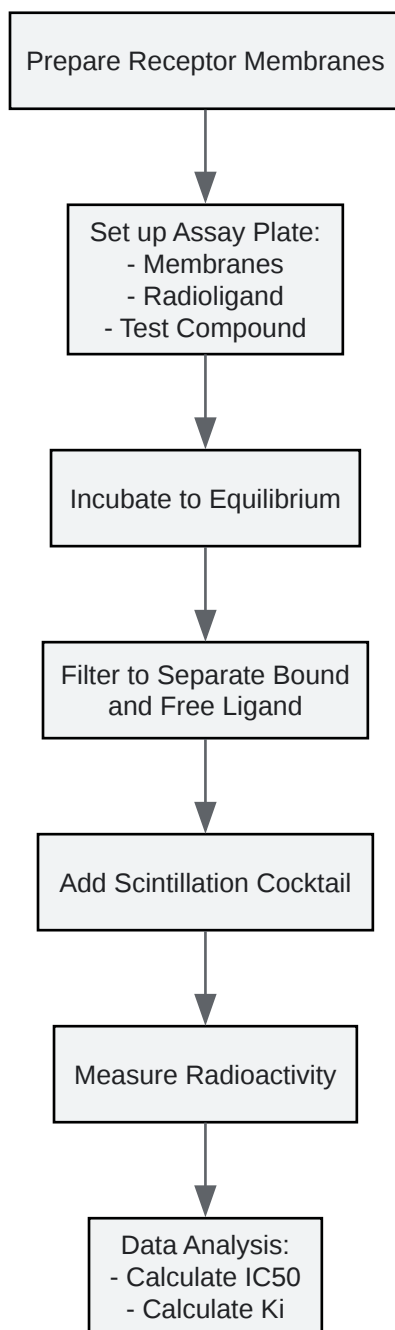 Prepare Receptor Membranes
Set up Assay Plate:
- Membranes
- Radioligand
- Test Compound
Incubate to Equilibrium
Filter to Separate Bound
and Free Ligand
Add Scintillation Cocktail
Measure Radioactivity
Data Analysis:
- Calculate IC50
- Calculate Ki